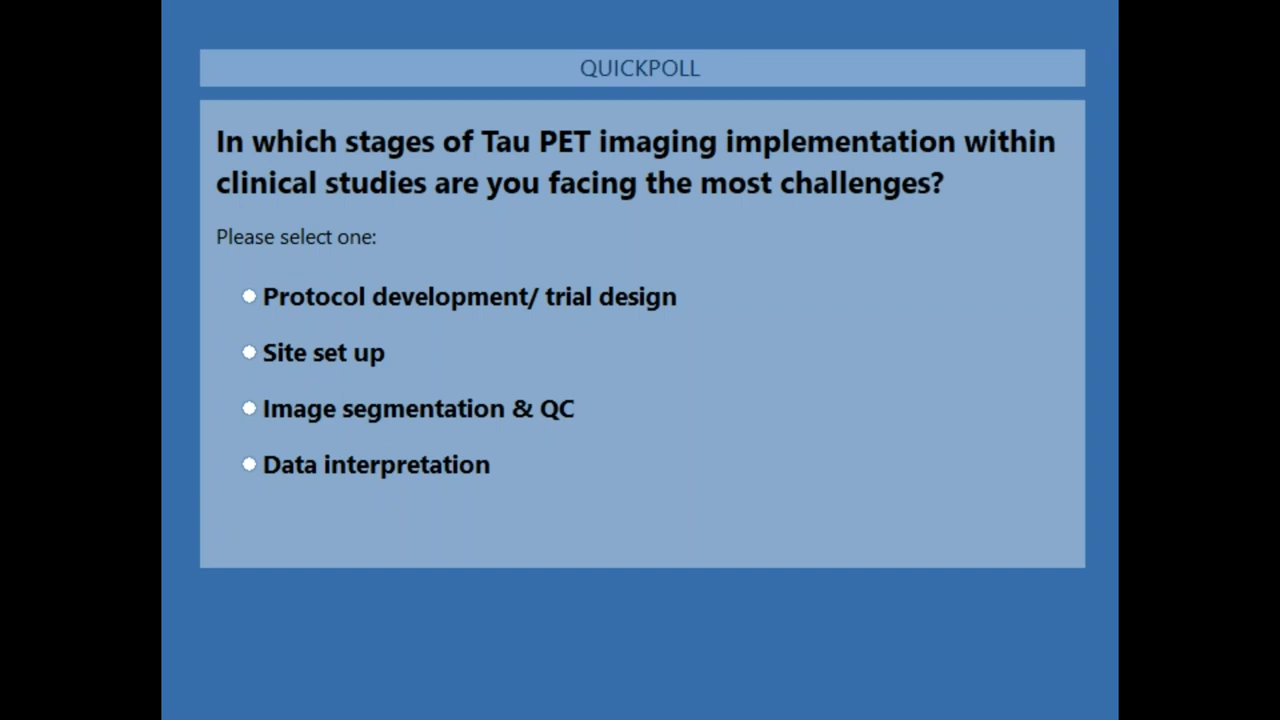 QUICKPOLL
In which stages of Tau PET imaging implementation within
clinical studies are you facing the most challenges?
Please select one:
Protocol development/ trial design
Site set up
Image segmentation & QC
Data interpretation